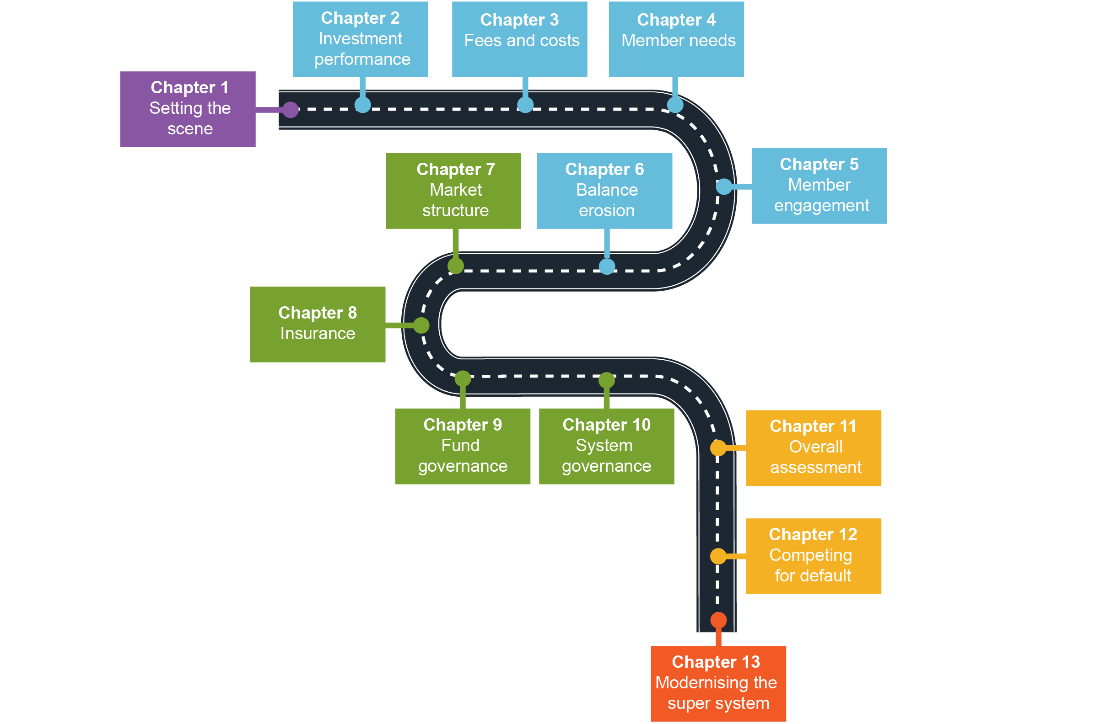 Chapter 1
Setting the
scene
Chapter 2
Investment
performance
Chapter 3
Fees and costs
Chapter 4
Member needs
Chapter 5
Member
engagement
Chapter 6
Balance
erosion
Chapter 7
Market
structure
Chapter 8
Insurance
Chapter 9
Fund
governance
Chapter 10
System
governance
Chapter 11
Overall
assessment
Chapter 12
Competing
for default
Chapter 13
Modernising the
super system